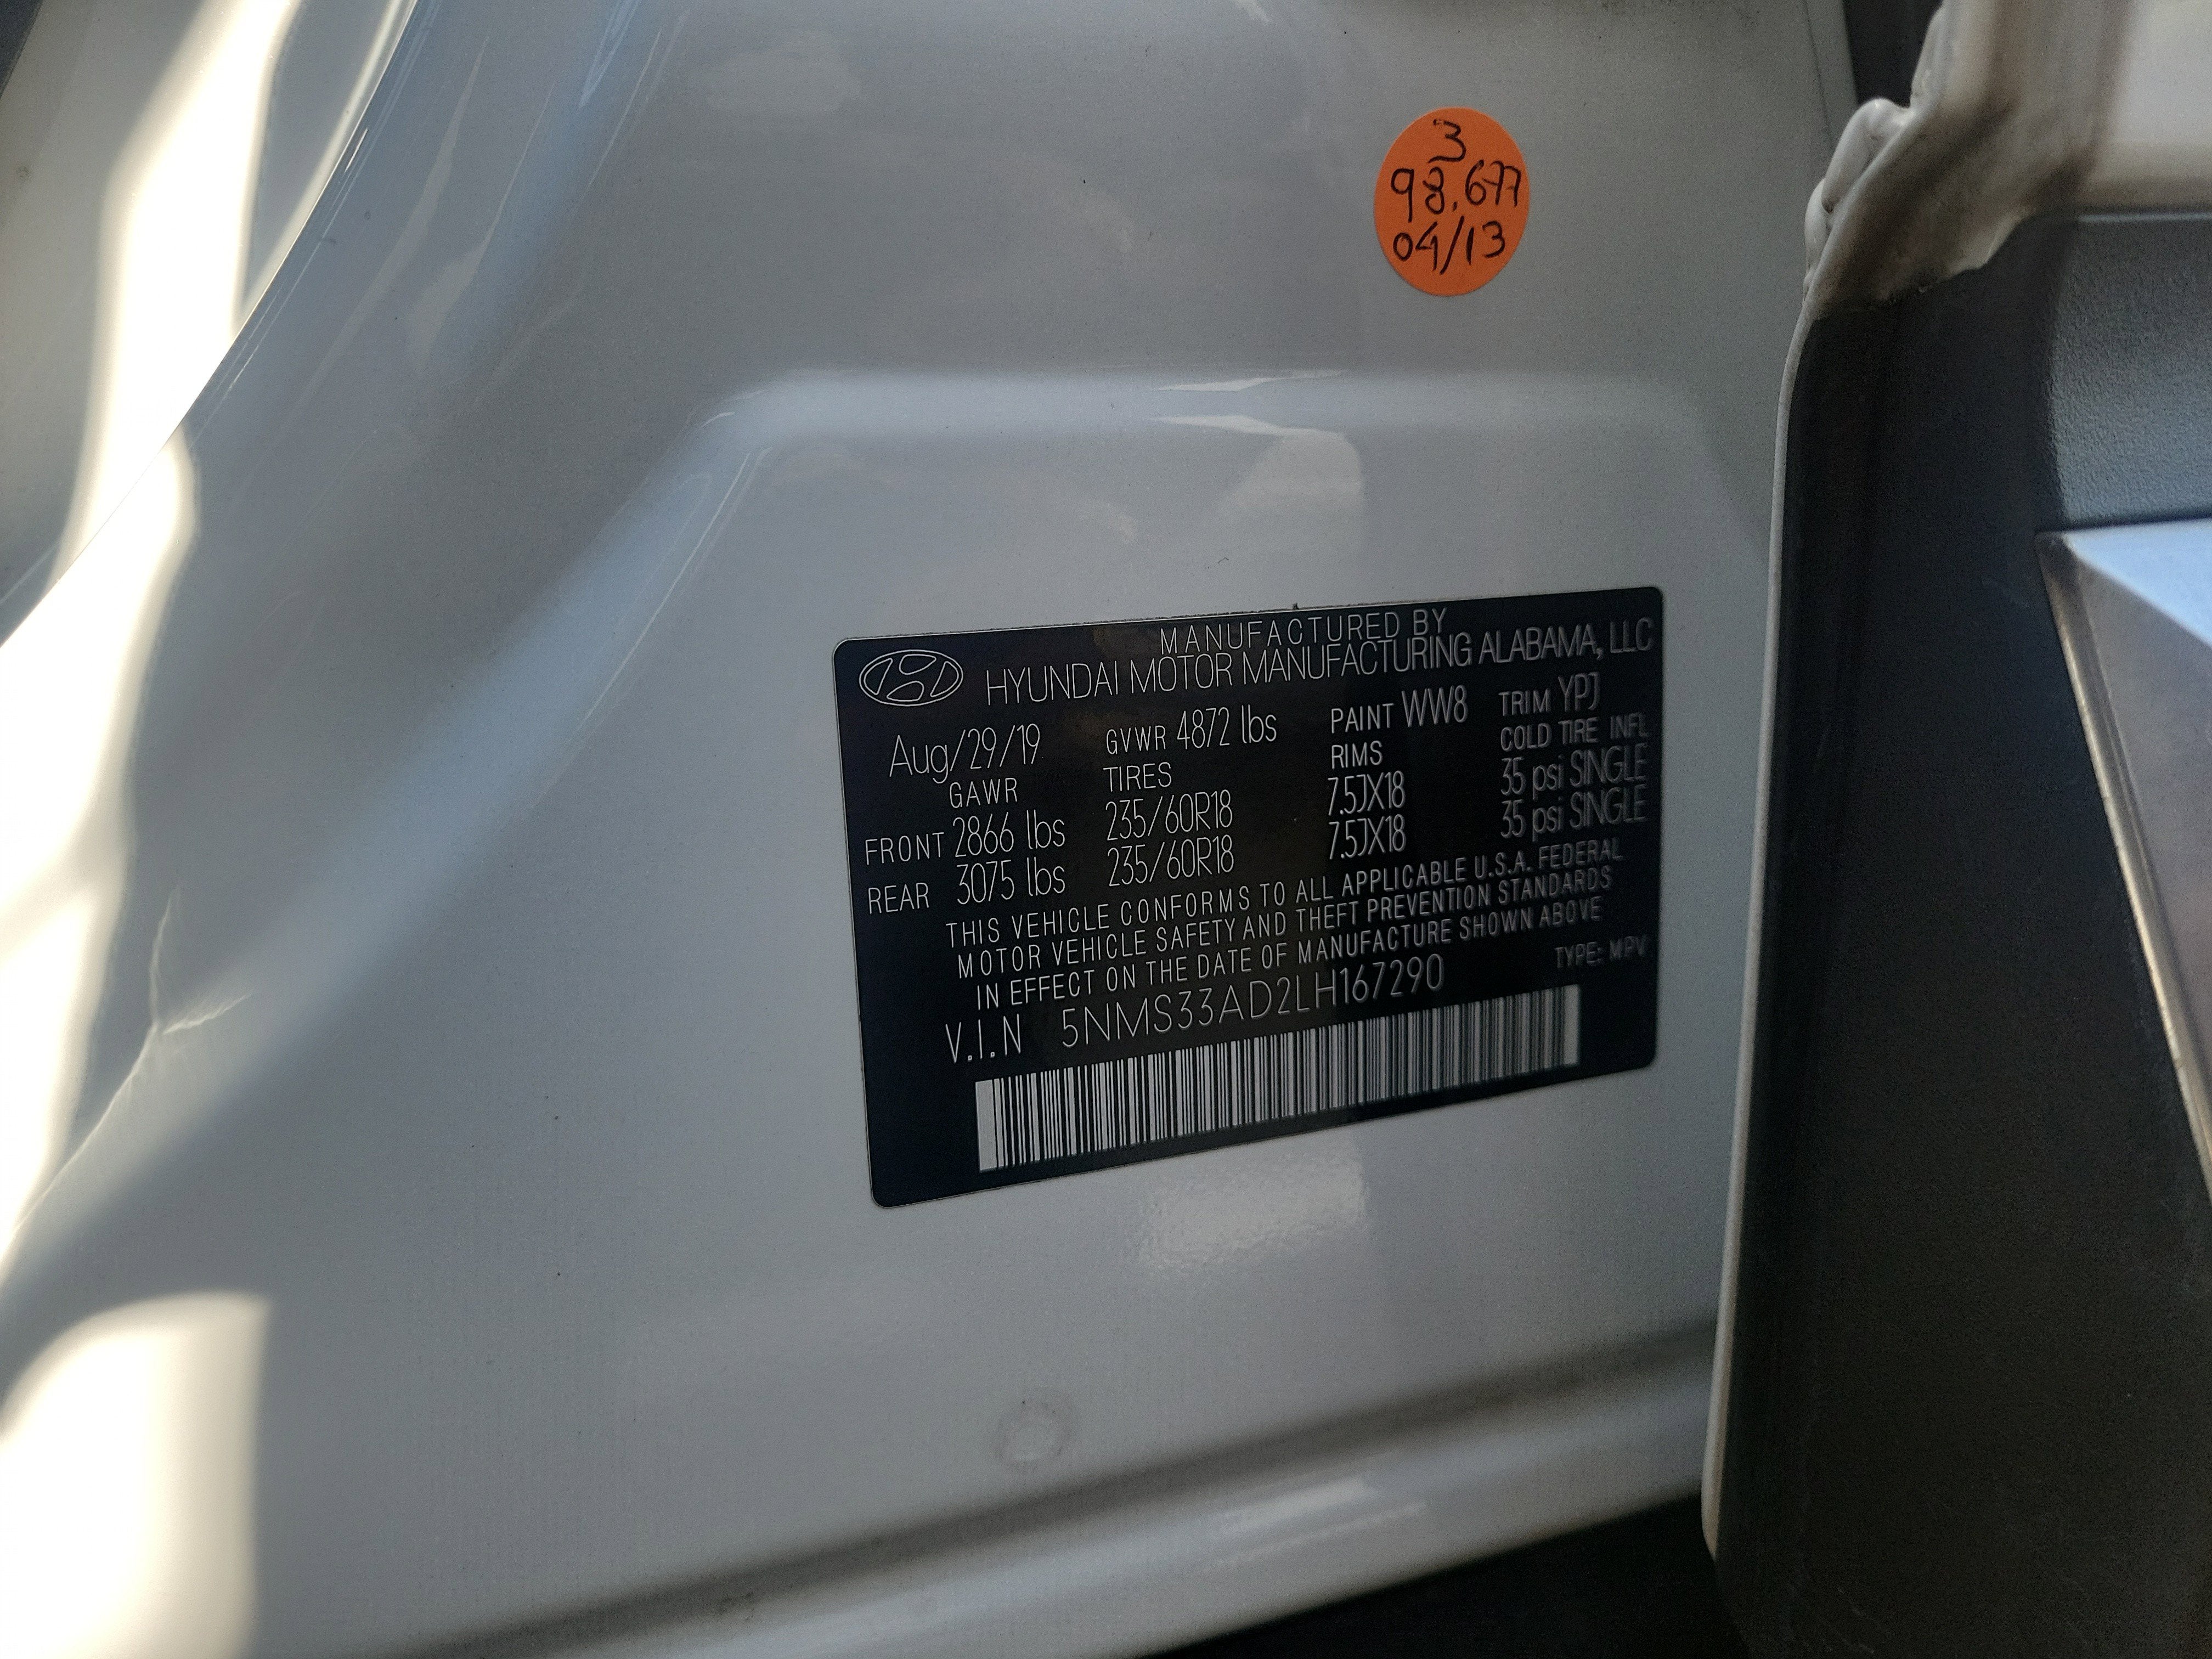 3
98.677
04/13
MANUFACTURED BY
HYUNDAI MOTOR MANUFACTURING ALABAMA, LLC
Aug/29/19 GVWR 4872 lbs PAINT WW8 TRIM YPJ
GAWR TIRES RIMS COLD TIRE INFL
FRONT 2866 lbs 235/60R18 7.5JX18 35 psi SINGLE
REAR 3075 lbs 235/60R18 7.5JX18 35 psi SINGLE
THIS VEHICLE CONFORMS TO ALL APPLICABLE U.S.A. FEDERAL
MOTOR VEHICLE SAFETY AND THEFT PREVENTION STANDARDS
IN EFFECT ON THE DATE OF MANUFACTURE SHOWN ABOVE
V.I.N 5NMS33AD2LH167290 TYPE: MPV